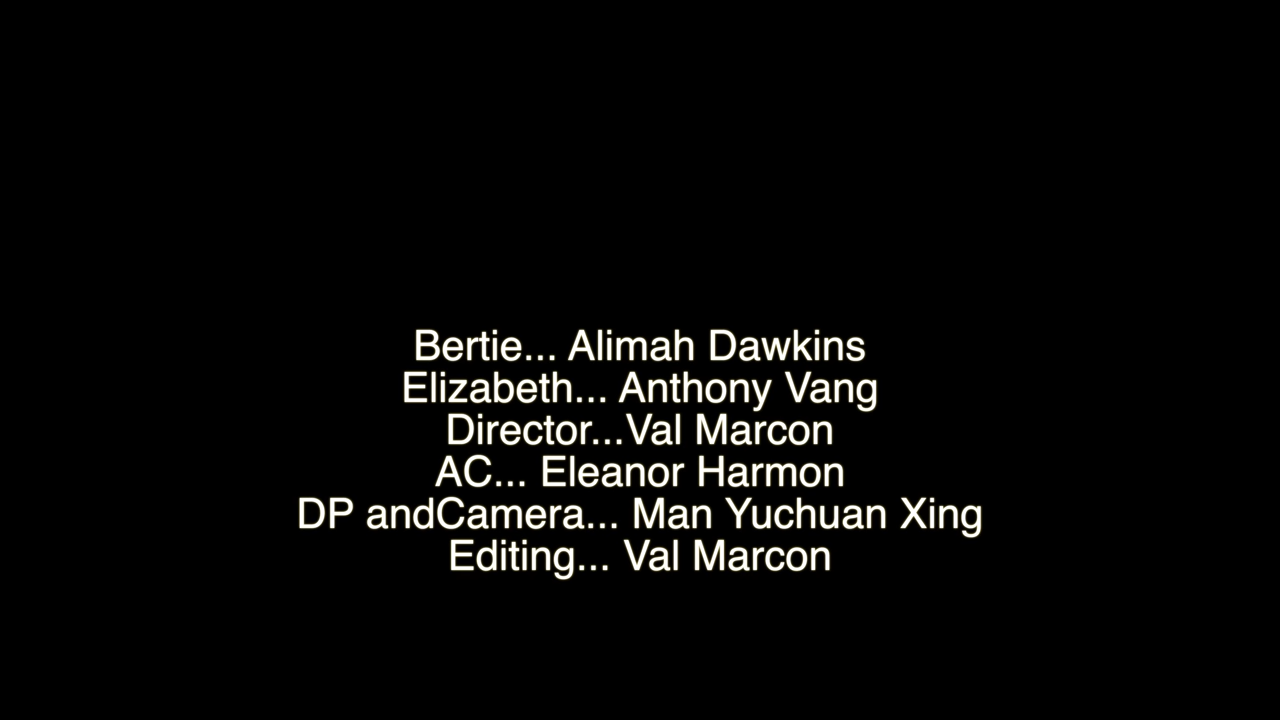 Bertie... Alimah Dawkins
Elizabeth... Anthony Vang
Director...Val Marcon
AC... Eleanor Harmon
DP andCamera... Man Yuchuan Xing
Editing... Val Marcon